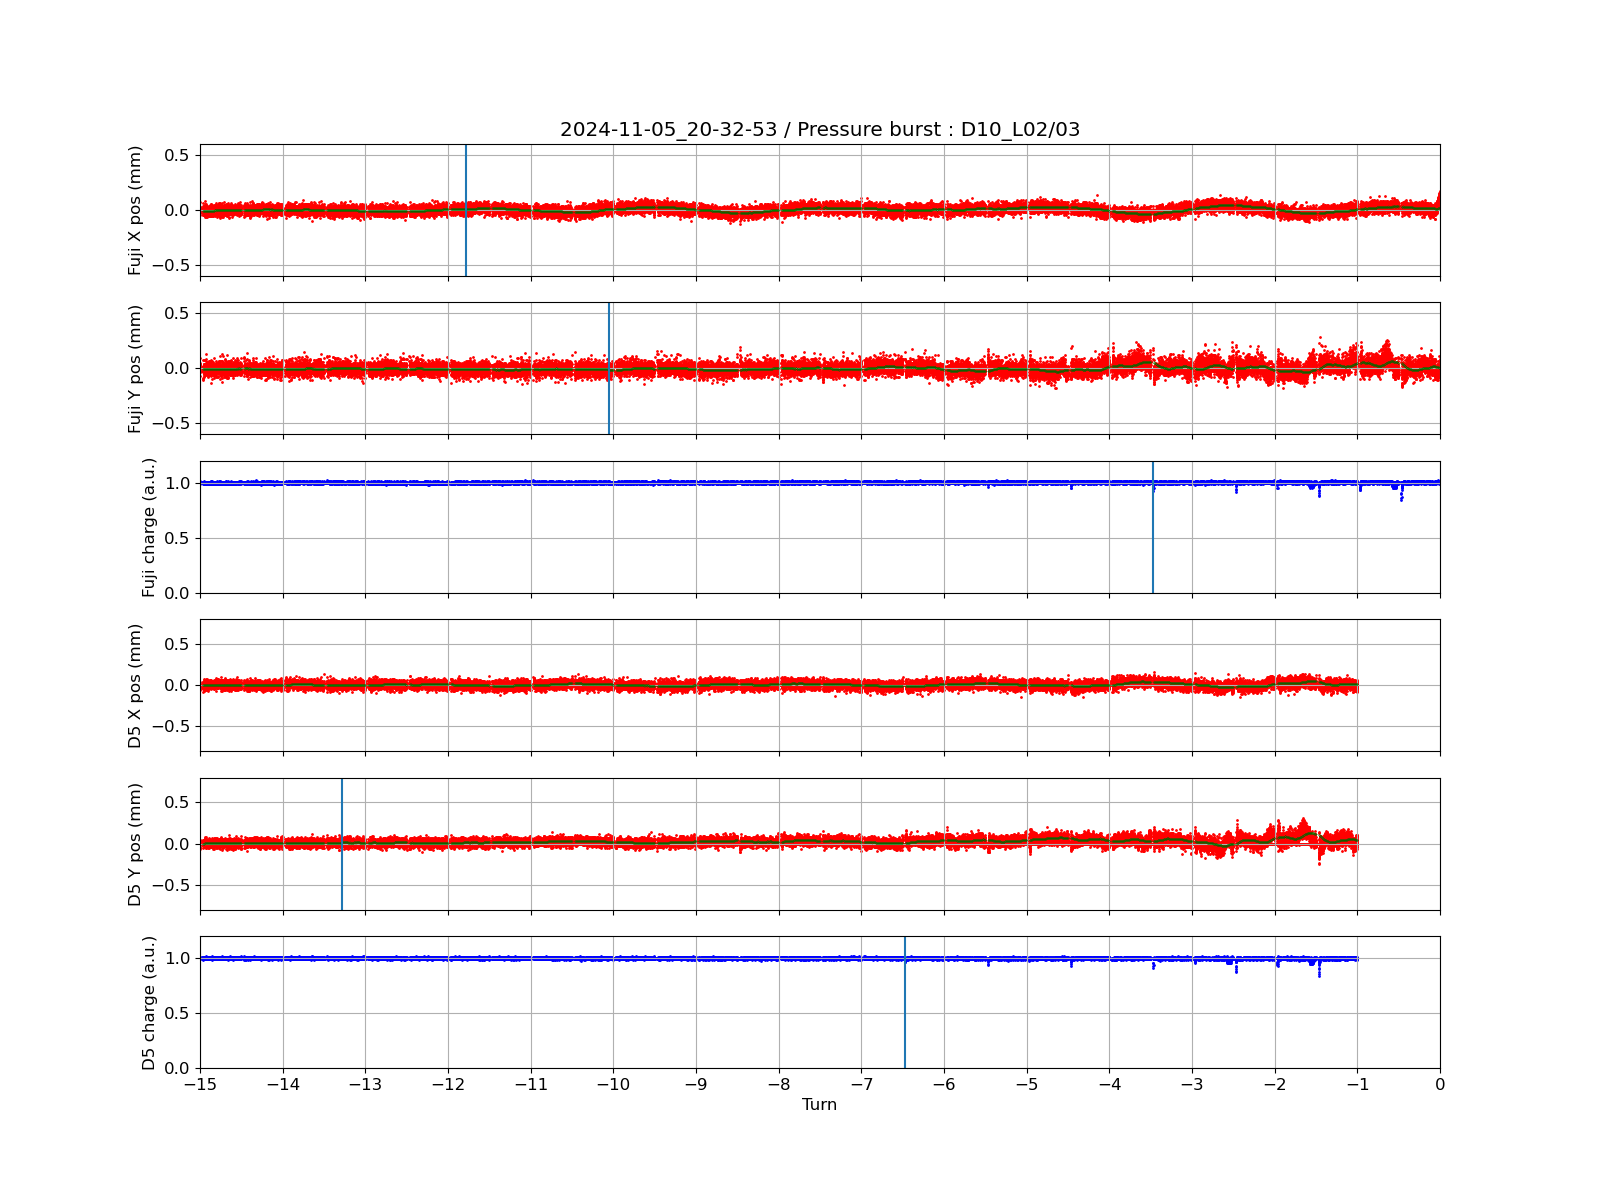 2024-11-05_20-32-53 / Pressure burst : D10_L02/03
Fuji X pos (mm)
0.5
0.0
−0.5
Fuji Y pos (mm)
0.5
0.0
−0.5
Fuji charge (a.u.)
1.0
0.5
0.0
D5 X pos (mm)
0.5
0.0
−0.5
D5 Y pos (mm)
0.5
0.0
−0.5
D5 charge (a.u.)
1.0
0.5
0.0
−15 −14 −13 −12 −11 −10 −9 −8 −7 −6 −5 −4 −3 −2 −1 0
Turn